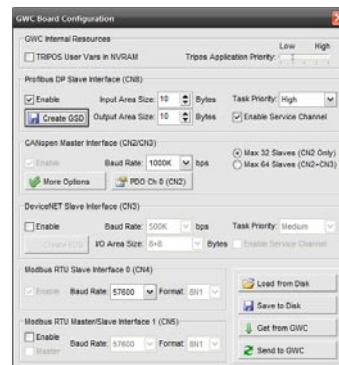 GWC Board Configuration
GWC Internal Resources
TRIPOS User Vars in NVRAM
Tripos Application Priority:
Low High
Profibus DP Slave Interface (CN8)
Enable Input Area Size: 10 Bytes Task Priority: High
Create GSD Output Area Size: 10 Bytes Enable Service Channel
CANopen Master Interface (CN2/CN3)
Enable Baud Rate: 1000K bps
Max 32 Slaves (CN2 Only)
Max 64 Slaves (CN2+CN3)
More Options PDO Ch 0 (CN2)
DeviceNET Slave Interface (CN3)
Enable Baud Rate: 500K bps Task Priority: Medium
Create EDS I/O Area Size: 8+8 Bytes Enable Service Channel
Modbus RTU Slave Interface 0 (CN4)
Enable Baud Rate: 57600 Format: 8N1
Modbus RTU Master/Slave Interface 1 (CN5)
Enable
Master
Baud Rate: 57600 Format: 8N1
Load from Disk
Save to Disk
Get from GWC
Send to GWC